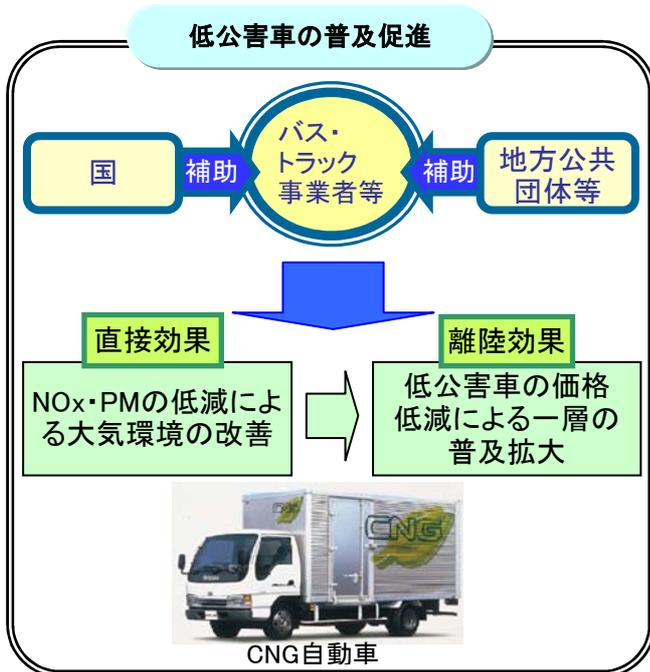 低公害車の普及促進
国
補助
バス・
トラック
事業者等
補助
地方公共
団体等
直接効果
NOx・PMの低減によ
る大気環境の改善
離陸効果
低公害車の価格
低減による一層の
普及拡大
CNG
CNG自動車